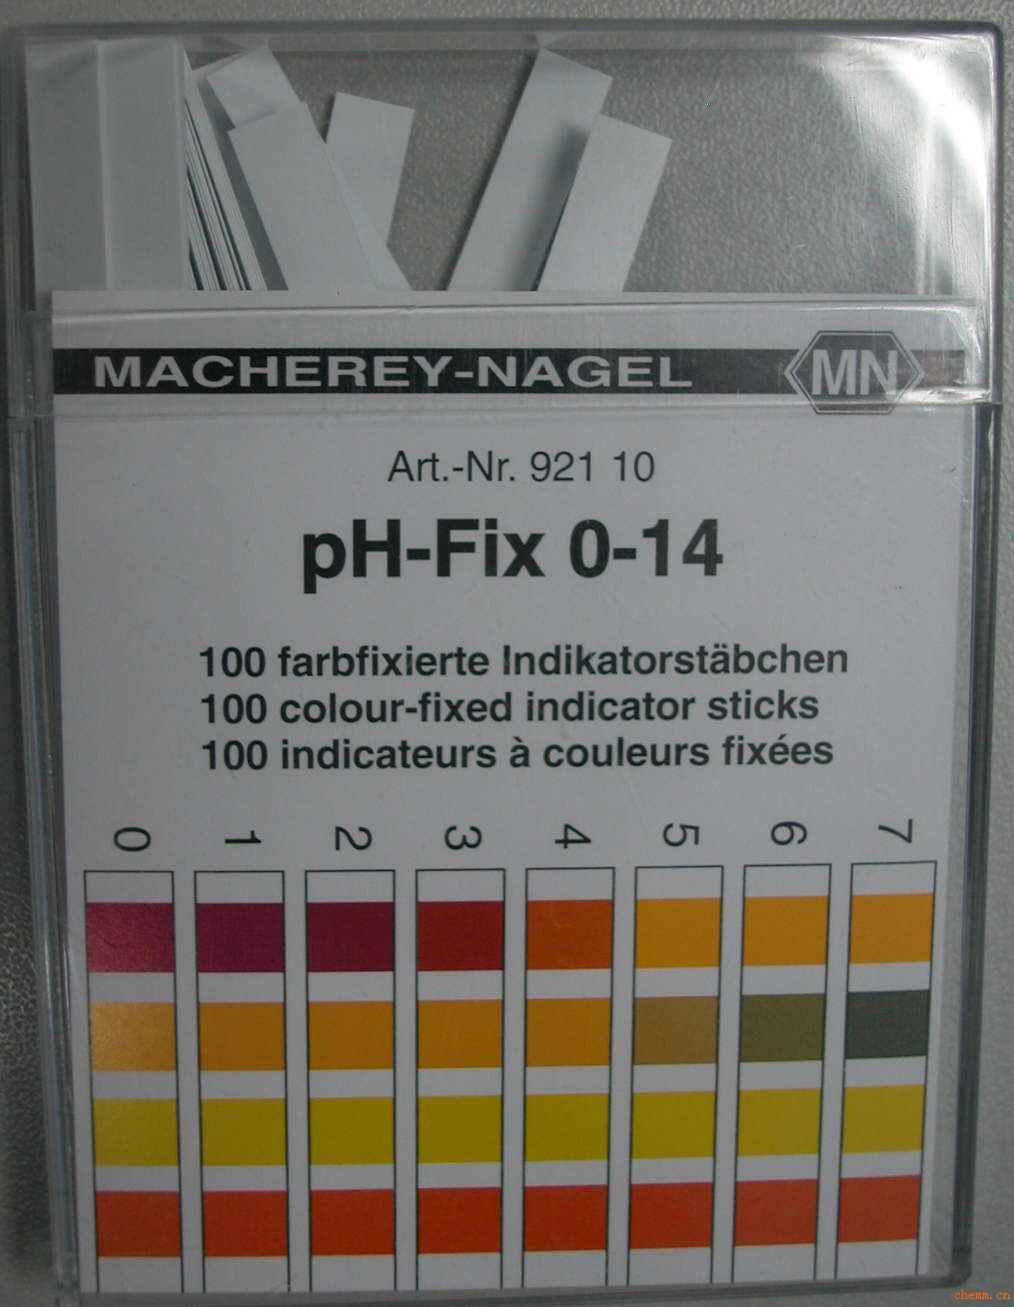 MACHEREY-NAGEL MN
Art.-Nr. 921 10
pH-Fix 0-14
100 farbfixierte Indikatorstäbchen
100 colour-fixed indicator sticks
100 indicateurs à couleurs fixées
0 1 2 3 4 5 6 7
chemm.cn